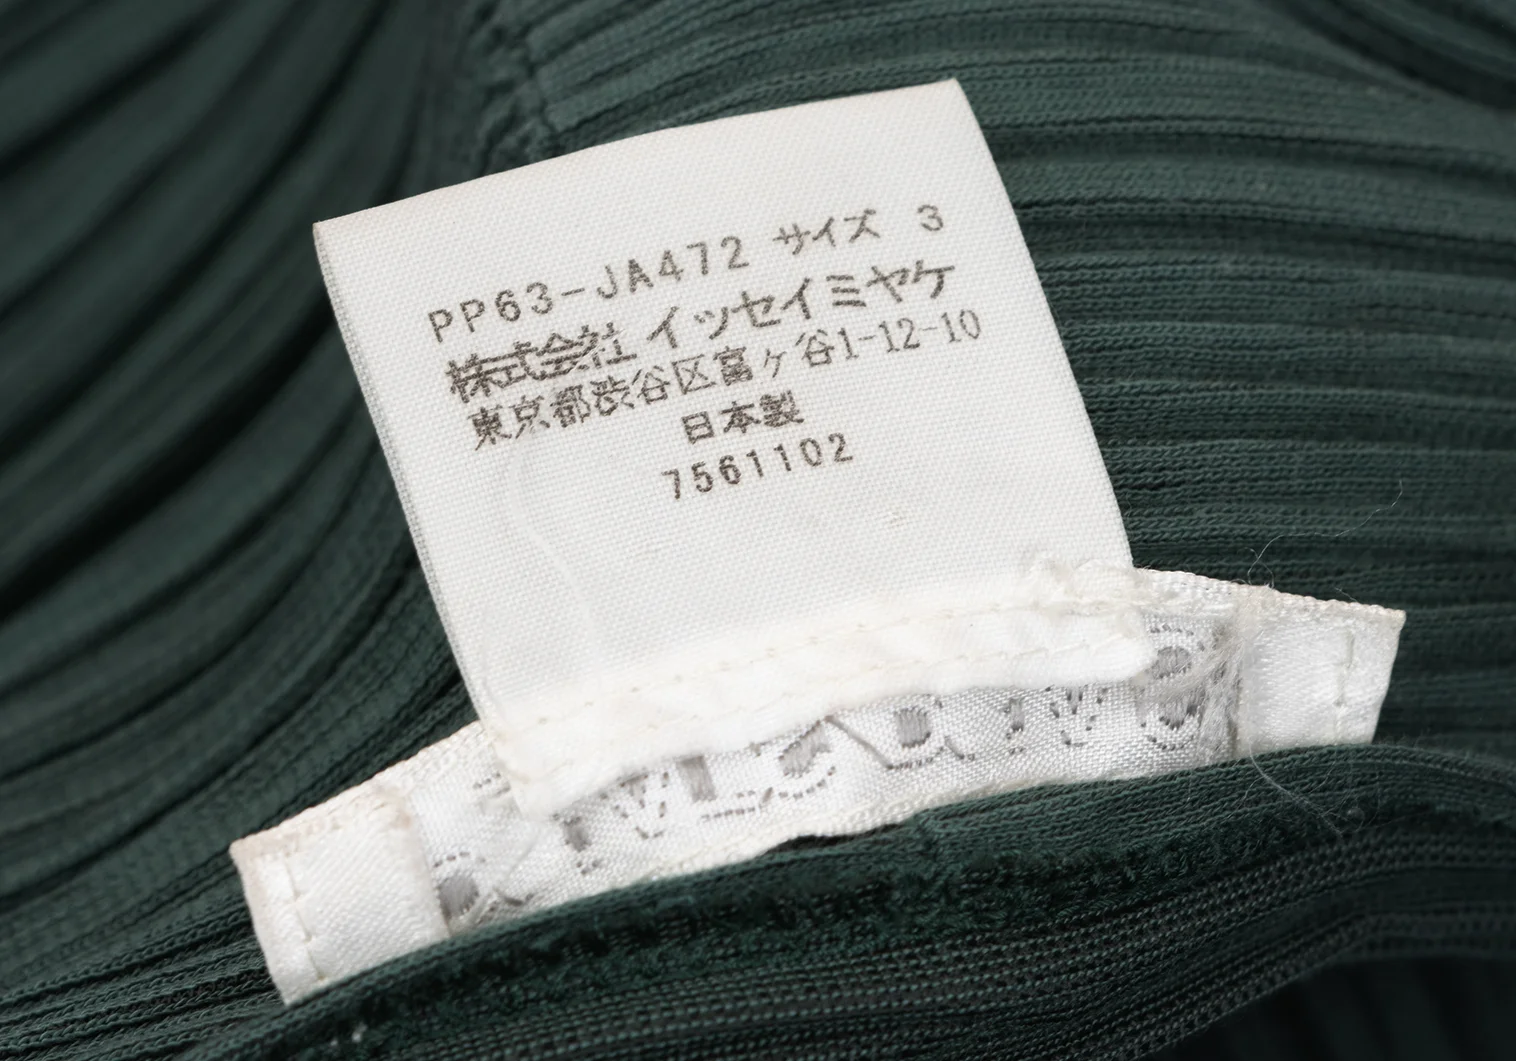 PP63-JA472 サイズ 3
株式会社 イッセイミヤケ
東京都渋谷区富ヶ谷1-12-10
日本製
7561102